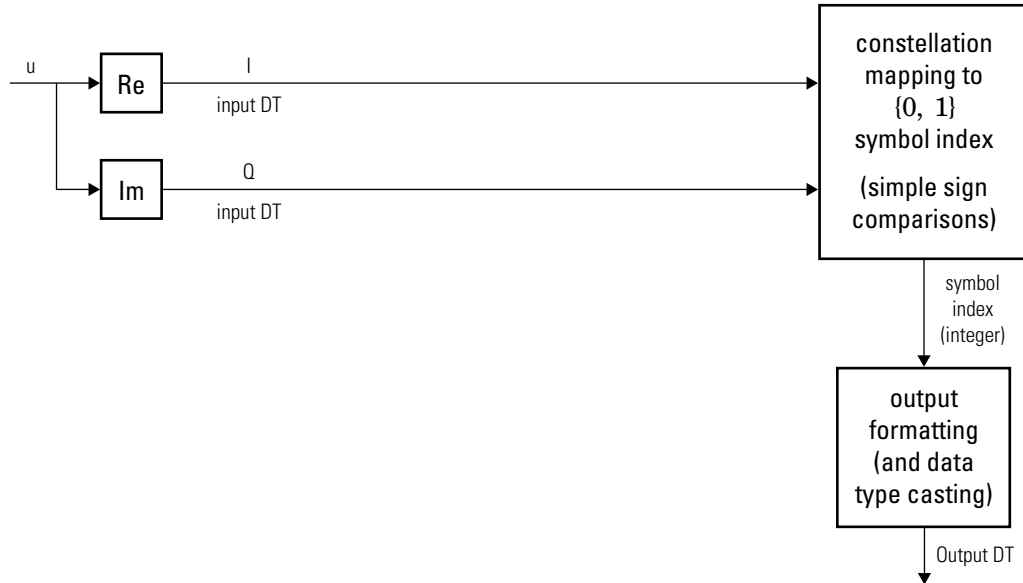 u
Re
I
input DT
Im
Q
input DT
constellation
mapping to
{0, 1}
symbol index
(simple sign
comparisons)
symbol
index
(integer)
output
formatting
(and data
type casting)
Output DT